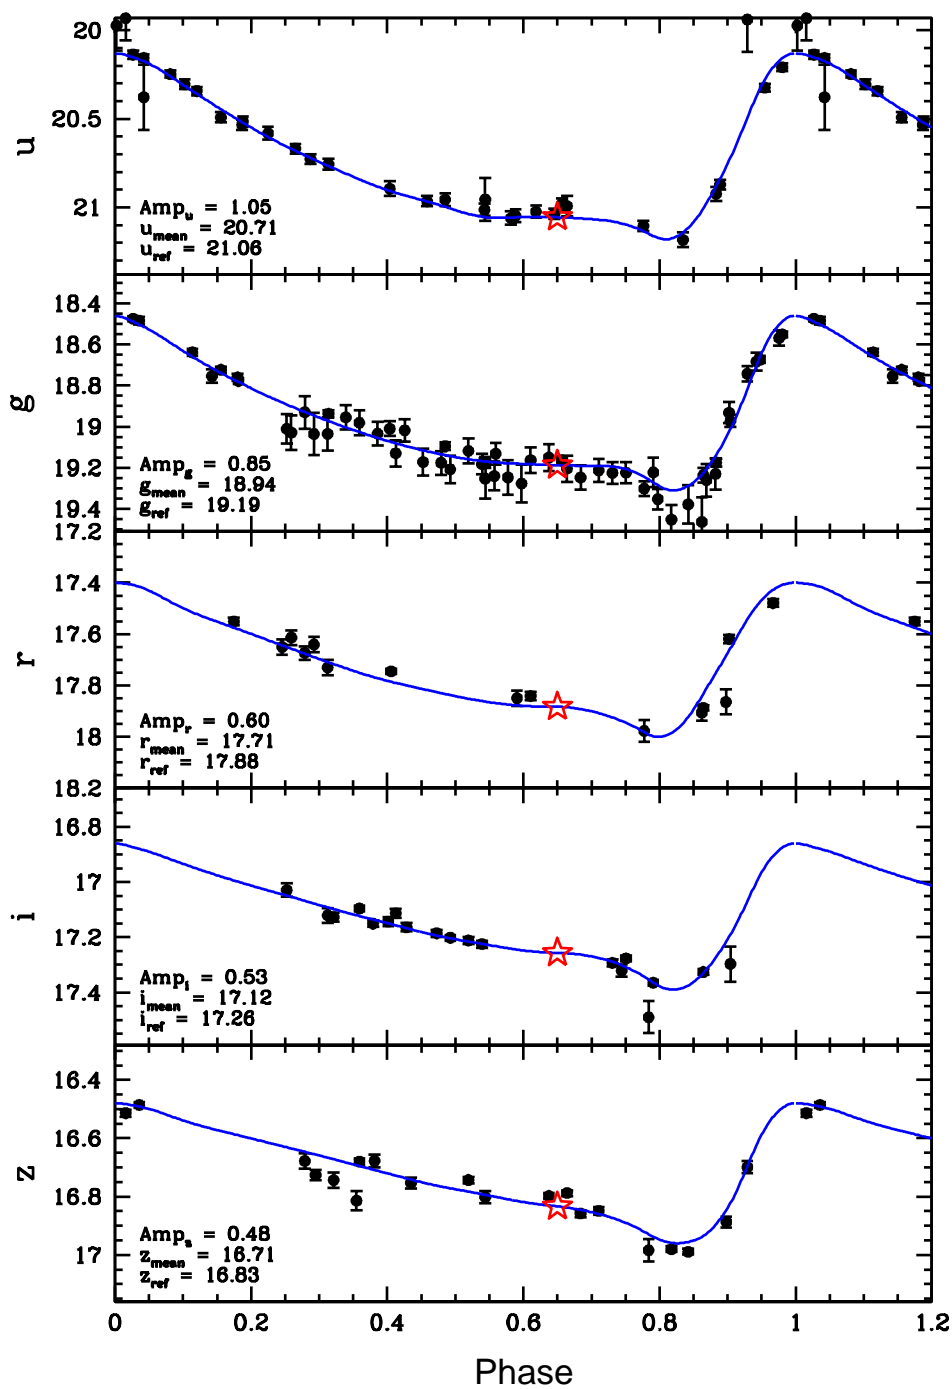 20
20.5
21
u
Amp_u = 1.05
u_mean = 20.71
u_ref = 21.06
18.4
18.6
18.8
19
19.2
19.4
g
Amp_g = 0.85
g_mean = 18.94
g_ref = 19.19
17.2
17.4
17.6
17.8
18
18.2
r
Amp_r = 0.60
r_mean = 17.71
r_ref = 17.88
16.8
17
17.2
17.4
i
Amp_i = 0.53
i_mean = 17.12
i_ref = 17.26
16.4
16.6
16.8
17
z
Amp_z = 0.48
z_mean = 16.71
z_ref = 16.83
0 0.2 0.4 0.6 0.8 1 1.2
Phase